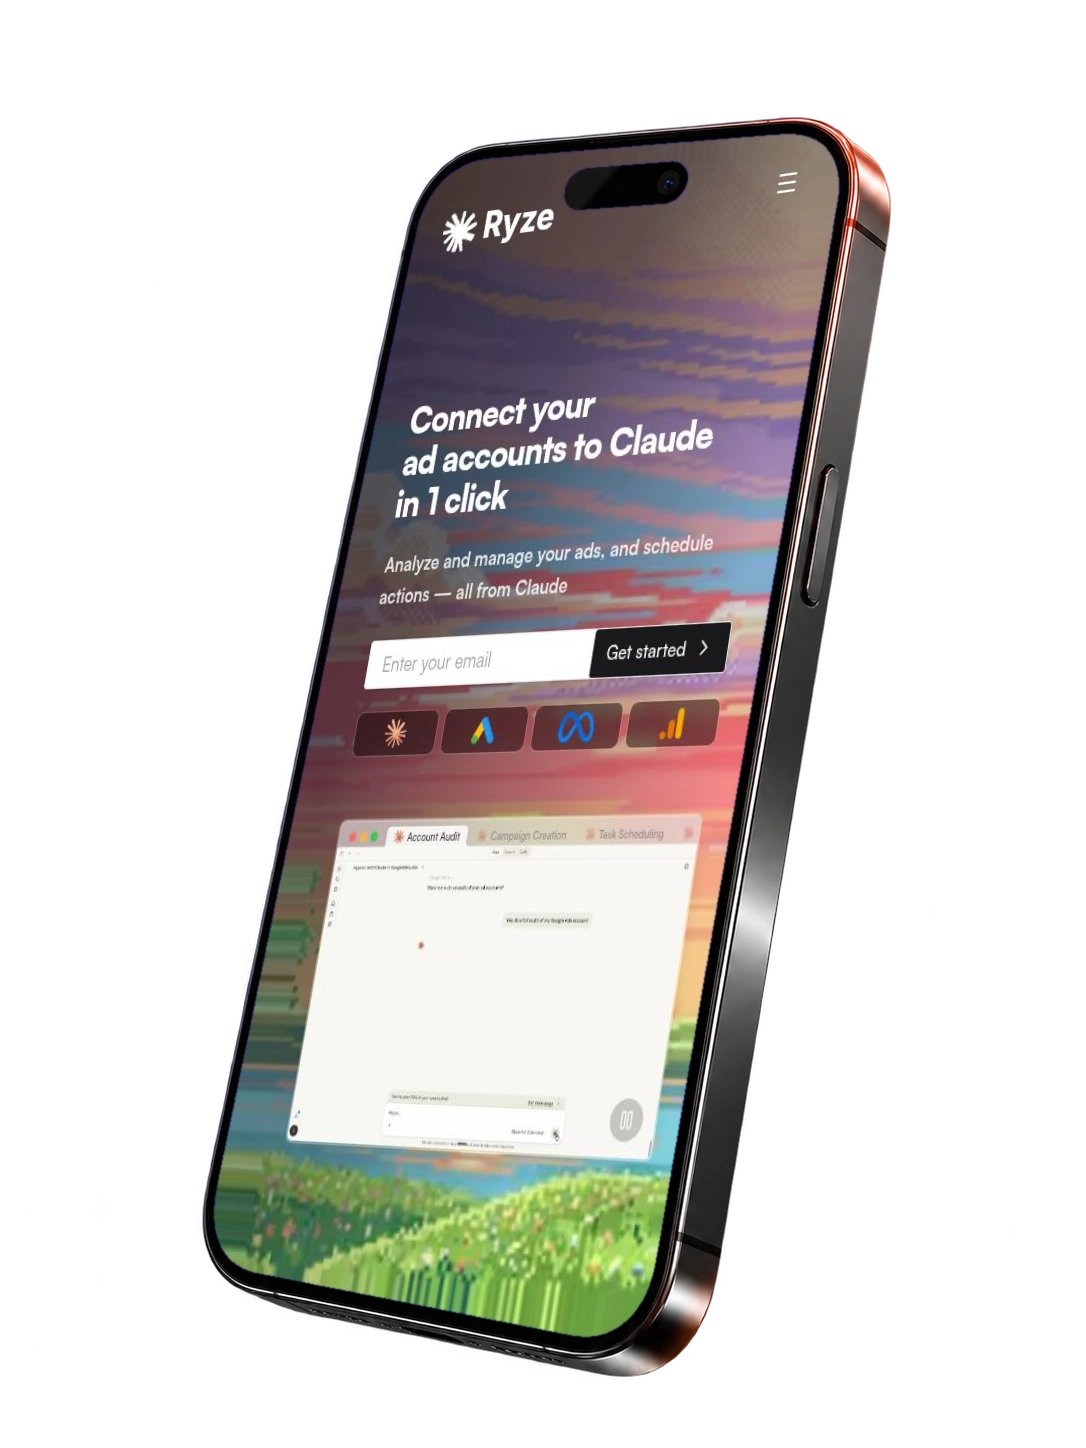 Ryze
Connect your
ad accounts to Claude
in 1 click
Analyze and manage your ads, and schedule
actions — all from Claude
Enter your email
Get started
Account Audit
Campaign Creation
Task Scheduling